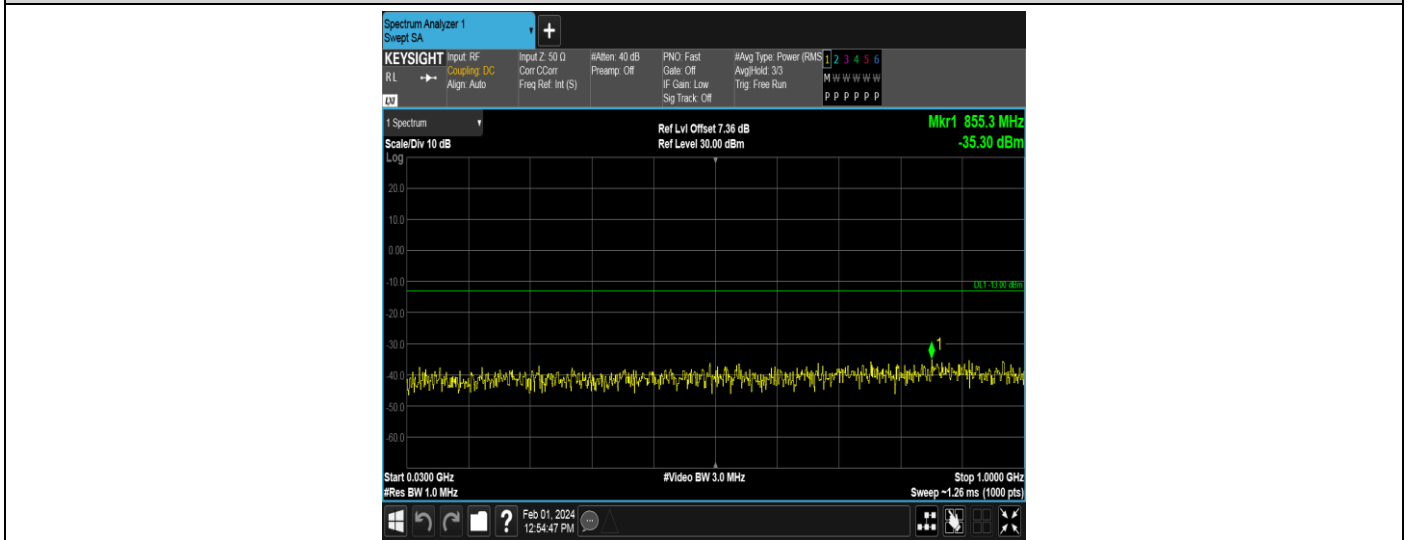 Spectrum Analyzer 1
Swept SA
+
KEYSIGHT
RL
LXI
Input: RF
Coupling: DC
Align: Auto
Input Z: 50 Ω
Corr CCorr
Freq Ref: Int (S)
#Atten: 40 dB
Preamp: Off
PNO: Fast
Gate: Off
IF Gain: Low
Sig Track: Off
#Avg Type: Power (RMS
Avg|Hold: 3/3
Trig: Free Run
1 2 3 4 5 6
M W W W W W
P P P P P P
1 Spectrum
Scale/Div 10 dB
Ref Lvl Offset 7.36 dB
Ref Level 30.00 dBm
Mkr1 855.3 MHz
-35.30 dBm
Log
20.0
10.0
0.00
-10.0
DL1 -13.00 dBm
-20.0
-30.0
1
-40.0
-50.0
-60.0
Start 0.0300 GHz
#Video BW 3.0 MHz
Stop 1.0000 GHz
#Res BW 1.0 MHz
Sweep ~1.26 ms (1000 pts)
?
Feb 01, 2024
12:54:47 PM